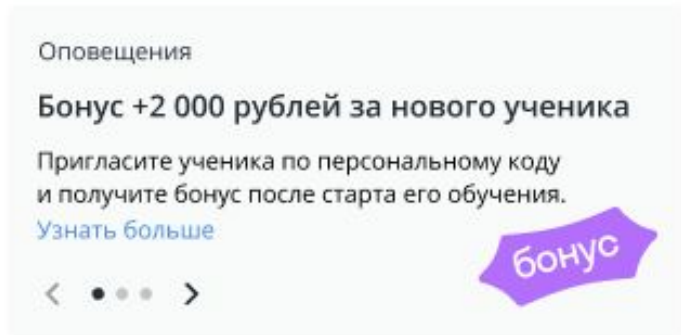 Оповещения
Бонус +2 000 рублей за нового ученика
Пригласите ученика по персональному коду
и получите бонус после старта его обучения.
Узнать больше
бонус